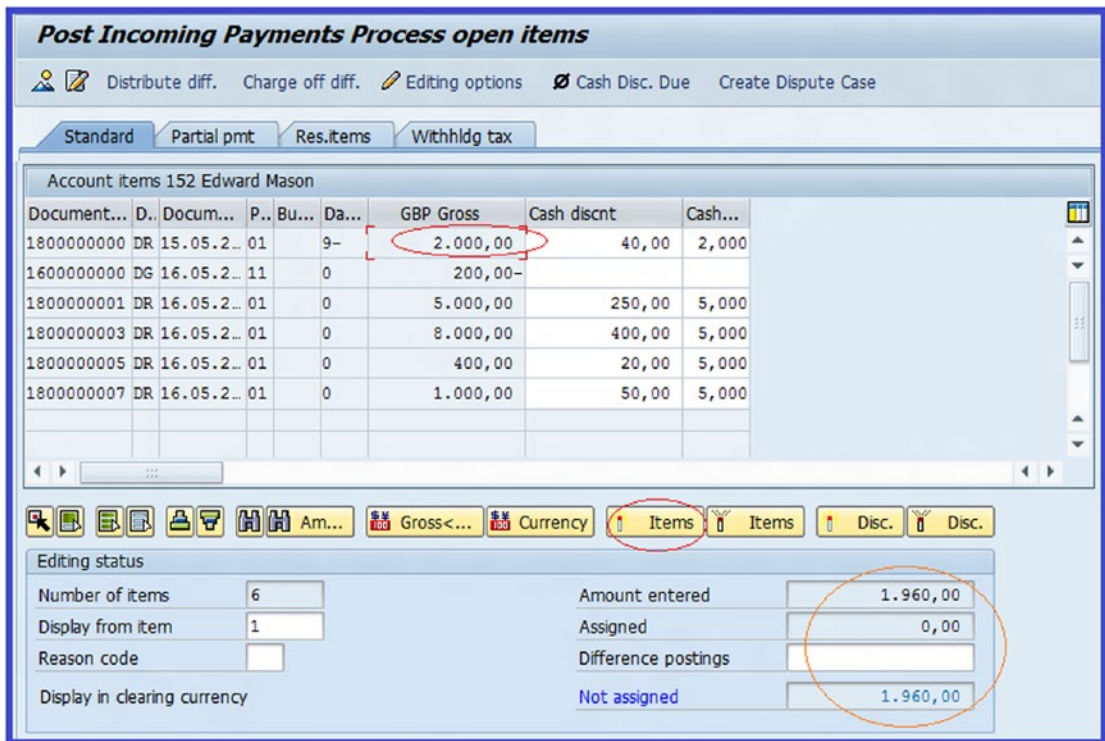 Post Incoming Payments Process open items
Distribute diff. Charge off diff. Editing options Cash Disc. Due Create Dispute Case
Standard Partial pmt Res.items Withhldg tax
Account items 152 Edward Mason
Document... D.. Docum... P.. Bu... Da... GBP Gross Cash discnt Cash...
1800000000 DR 15.05.2... 01 9- 2.000,00 40,00 2,000
1600000000 DG 16.05.2... 11 0 200,00-
1800000001 DR 16.05.2... 01 0 5.000,00 250,00 5,000
1800000003 DR 16.05.2... 01 0 8.000,00 400,00 5,000
1800000005 DR 16.05.2... 01 0 400,00 20,00 5,000
1800000007 DR 16.05.2... 01 0 1.000,00 50,00 5,000
Am... Gross<... Currency Items Items Disc. Disc.
Editing status
Number of items 6 Amount entered 1.960,00
Display from item 1 Assigned 0,00
Reason code Difference postings
Display in clearing currency Not assigned 1.960,00